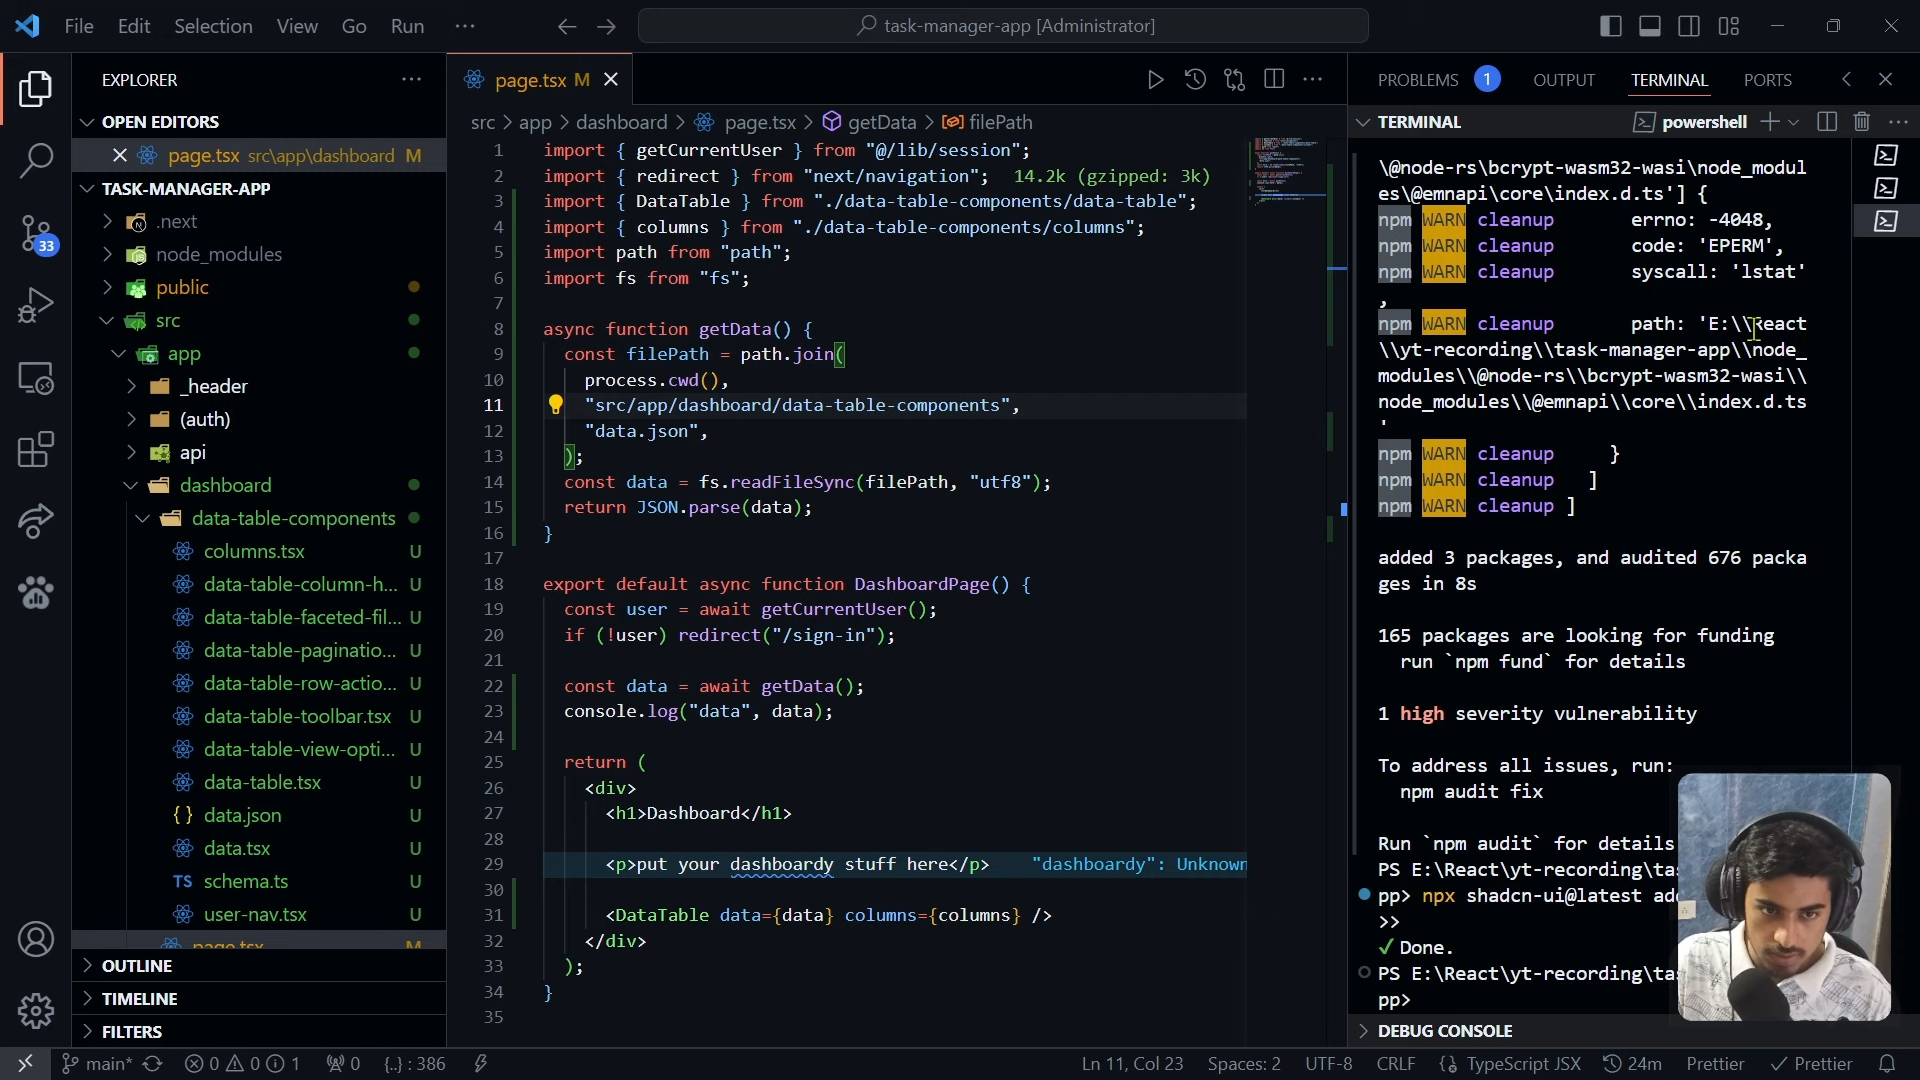 File Edit Selection View Go Run ···
task-manager-app [Administrator]
EXPLORER
OPEN EDITORS
page.tsx src\app\dashboard M
TASK-MANAGER-APP
.next
node_modules
public
src
app
_header
(auth)
api
dashboard
data-table-components
columns.tsx U
data-table-column-h... U
data-table-faceted-fil... U
data-table-paginatio... U
data-table-row-actio... U
data-table-toolbar.tsx U
data-table-view-opti... U
data-table.tsx U
{ } data.json U
data.tsx U
TS schema.ts U
user-nav.tsx U
page.tsx M
OUTLINE
TIMELINE
FILTERS
33
page.tsx M
src > app > dashboard > page.tsx > getData > filePath
1 import { getCurrentUser } from "@/lib/session";
2 import { redirect } from "next/navigation"; 14.2k (gzipped: 3k)
3 import { DataTable } from "./data-table-components/data-table";
4 import { columns } from "./data-table-components/columns";
5 import path from "path";
6 import fs from "fs";
7
8 async function getData() {
9 const filePath = path.join(
10 process.cwd(),
11 "src/app/dashboard/data-table-components",
12 "data.json",
13 );
14 const data = fs.readFileSync(filePath, "utf8");
15 return JSON.parse(data);
16 }
17
18 export default async function DashboardPage() {
19 const user = await getCurrentUser();
20 if (!user) redirect("/sign-in");
21
22 const data = await getData();
23 console.log("data", data);
24
25 return (
26 <div>
27 <h1>Dashboard</h1>
28
29 <p>put your dashboardy stuff here</p> "dashboardy": Unknown
30
31 <DataTable data={data} columns={columns} />
32 </div>
33 );
34 }
35
PROBLEMS 1 OUTPUT TERMINAL PORTS
TERMINAL powershell
\@node-rs\bcrypt-wasm32-wasi\node_modul
es\@emnapi\core\index.d.ts'] {
npm WARN cleanup errno: -4048,
npm WARN cleanup code: 'EPERM',
npm WARN cleanup syscall: 'lstat'
,
npm WARN cleanup path: 'E:\\React
\\yt-recording\\task-manager-app\\node_
modules\\@node-rs\\bcrypt-wasm32-wasi\\
node_modules\\@emnapi\\core\\index.d.ts
'
npm WARN cleanup }
npm WARN cleanup ]
npm WARN cleanup ]
added 3 packages, and audited 676 packa
ges in 8s
165 packages are looking for funding
run `npm fund` for details
1 high severity vulnerability
To address all issues, run:
npm audit fix
Run `npm audit` for details
PS E:\React\yt-recording\tas
pp> npx shadcn-ui@latest ad
>>
✓ Done.
PS E:\React\yt-recording\ta
pp>
DEBUG CONSOLE
main* 0 0 1 0 {..} : 386
Ln 11, Col 23 Spaces: 2 UTF-8 CRLF TypeScript JSX 24m Prettier Prettier